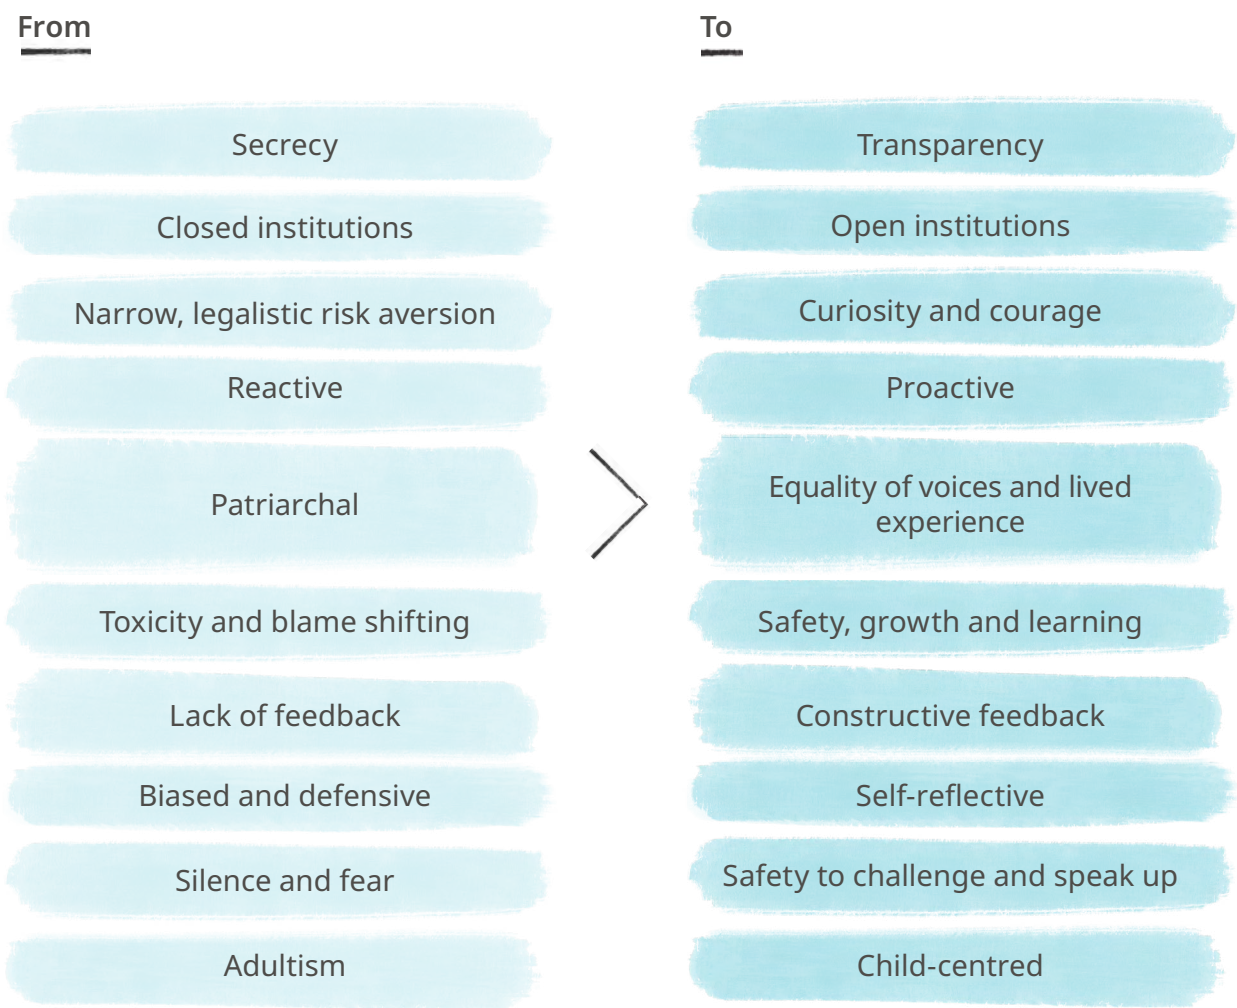 From
To
Secrecy
Transparency
Closed institutions
Open institutions
Narrow, legalistic risk aversion
Curiosity and courage
Reactive
Proactive
Patriarchal
Equality of voices and lived
experience
Toxicity and blame shifting
Safety, growth and learning
Lack of feedback
Constructive feedback
Biased and defensive
Self-reflective
Silence and fear
Safety to challenge and speak up
Adultism
Child-centred